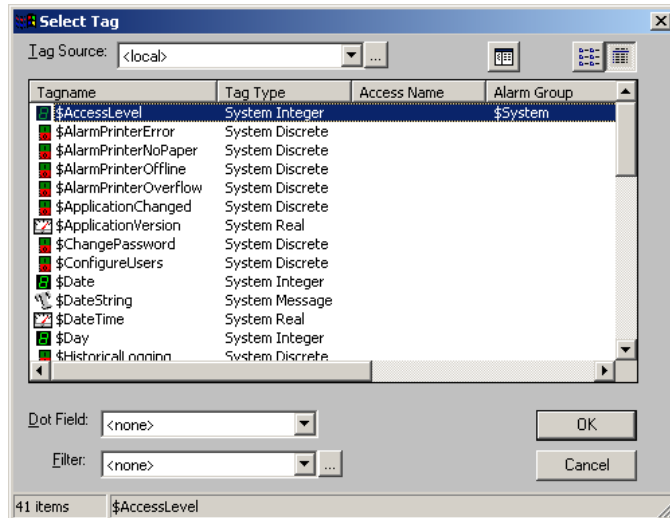 Select Tag
Tag Source: <local> ...
Tagname Tag Type Access Name Alarm Group
$AccessLevel System Integer $System
$AlarmPrinterError System Discrete
$AlarmPrinterNoPaper System Discrete
$AlarmPrinterOffline System Discrete
$AlarmPrinterOverflow System Discrete
$ApplicationChanged System Discrete
$ApplicationVersion System Real
$ChangePassword System Discrete
$ConfigureUsers System Discrete
$Date System Integer
$DateString System Message
$DateTime System Real
$Day System Integer
$HistoricalLogging System Discrete
Dot Field: <none> OK
Filter: <none> ... Cancel
41 items $AccessLevel